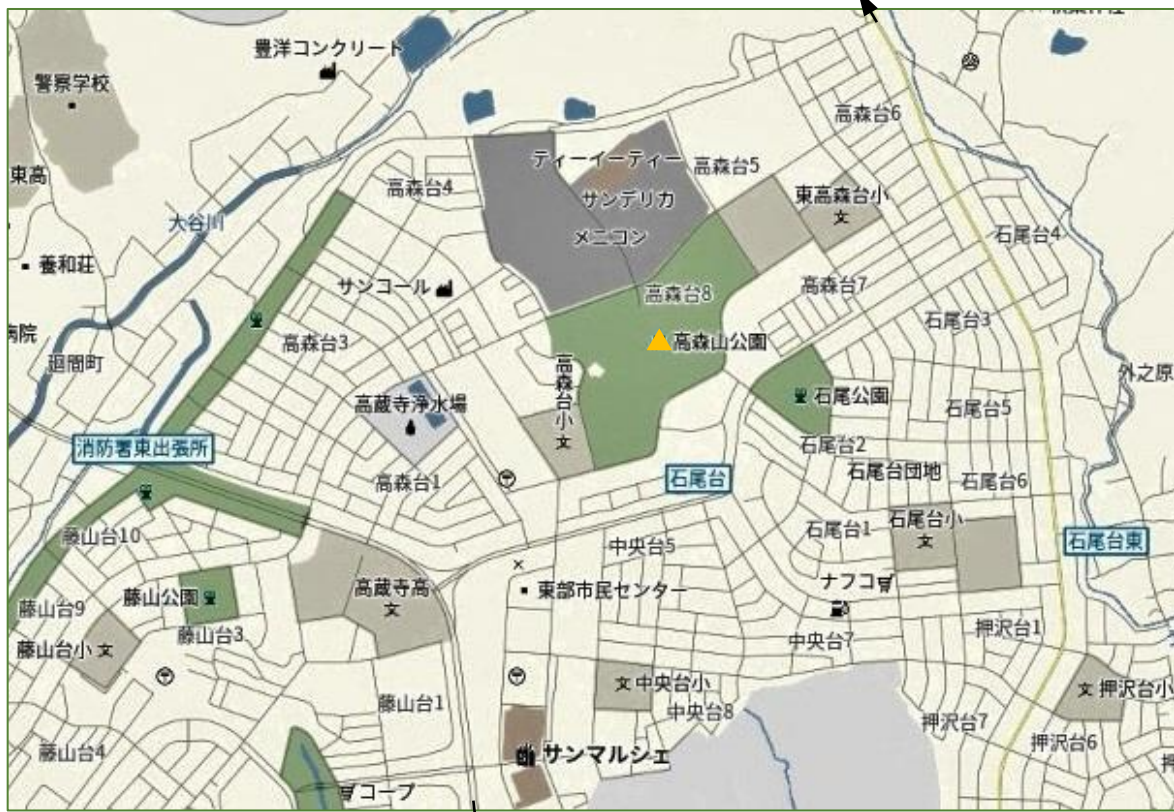 豊洋コンクリート
警察学校
高森台6
ティーイーティー
高森台5
東高
高森台4
東高森台小
サンデリカ
大谷川
メニコン
石尾台4
養和荘
サンコール
高森台8
高森台7
石尾台3
病院
高森台3
高森山公園
廻間町
高森台小
外之原
石尾公園
高蔵寺浄水場
石尾台5
消防署東出張所
石尾台2
石尾台団地
石尾台
高森台1
石尾台6
石尾台小
石尾台1
藤山台10
中央台5
石尾台東
ナフコ
高蔵寺高
東部市民センター
藤山公園
藤山台9
藤山台3
押沢台1
中央台7
藤山台小
中央台小
押沢台小
藤山台1
中央台8
押沢台7
押沢台6
藤山台4
サンマルシェ
コープ